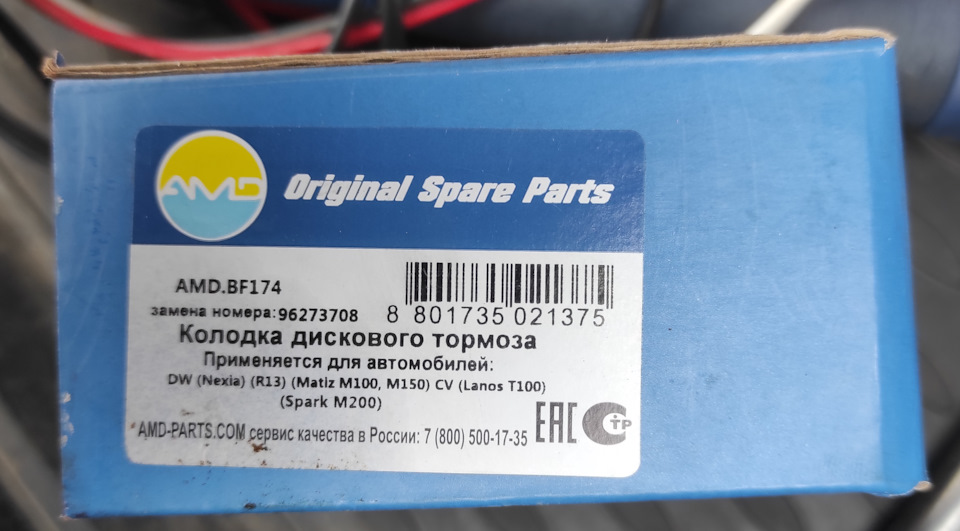 AMD
Original Spare Parts
AMD.BF174
замена номера:96273708
8 801735 021375
Колодка дискового тормоза
Применяется для автомобилей:
DW (Nexia) (R13) (Matiz M100, M150) CV (Lanos T100)
(Spark M200)
AMD-PARTS.COM сервис качества в России: 7 (800) 500-17-35
EAC
СТР